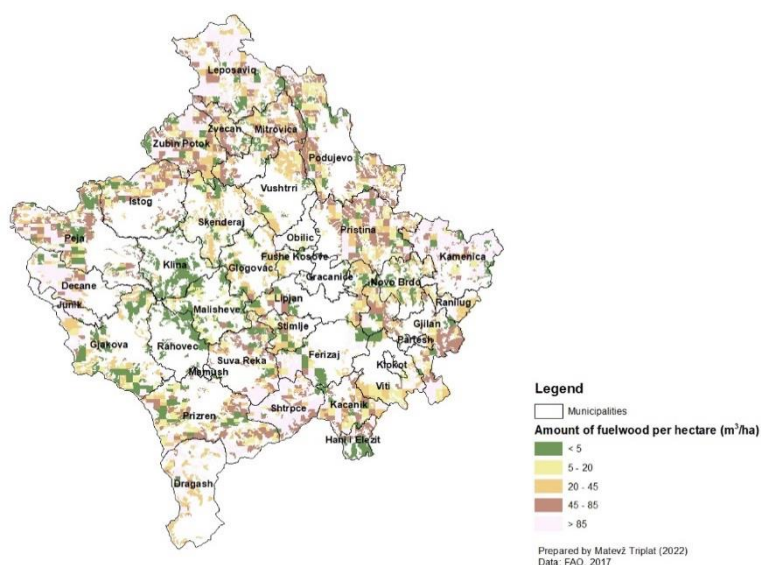 Leposaviq
Zvecan
Mitrovica
Zubin Potok
Podujevo
Vushtrri
Istog
Skenderaj
Obilic
Pristina
Peja
Fushe Kosove
Kamenica
Klina
Glogovác
Gracanice
Novo Brdo
Decane
Junik
Lipjan
Ranilug
Malisheve
Gjilan
Stimlje
Partesh
Gjakova
Rahovec
Suva Reka
Ferizaj
Klokot
Mamush
Viti
Shtrpce
Kacanik
Prizren
Hani i Elezit
Dragash
Legend
Municipalities
Amount of fuelwood per hectare (m³/ha)
< 5
5 - 20
20 - 45
45 - 85
> 85
Prepared by Matevž Triplat (2022)
Data: FAO, 2017